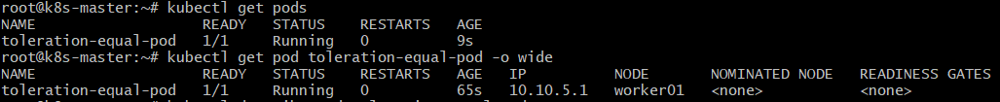 root@k8s-master:~# kubectl get pods
NAME READY STATUS RESTARTS AGE
toleration-equal-pod 1/1 Running 0 9s
root@k8s-master:~# kubectl get pod toleration-equal-pod -o wide
NAME READY STATUS RESTARTS AGE IP NODE NOMINATED NODE READINESS GATES
toleration-equal-pod 1/1 Running 0 65s 10.10.5.1 worker01 <none> <none>